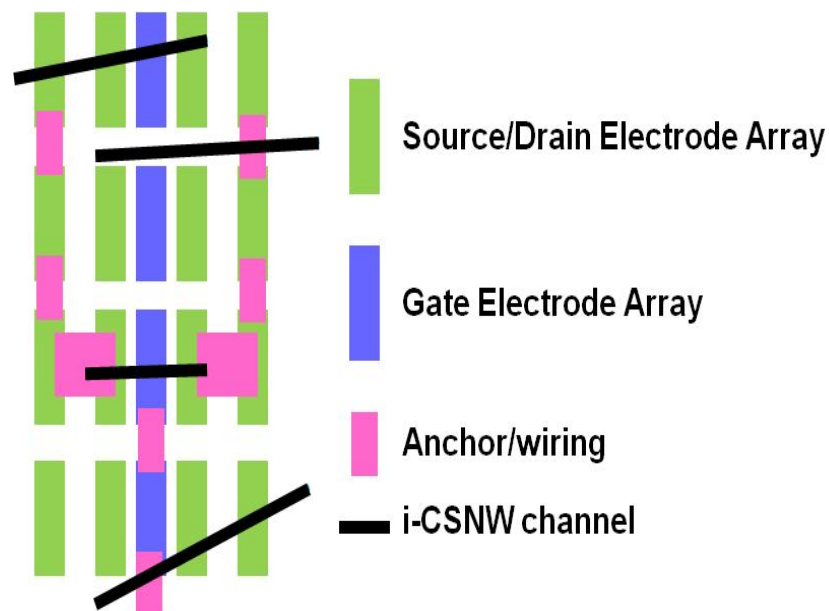 Source/Drain Electrode Array
Gate Electrode Array
Anchor/wiring
i-CSNW channel